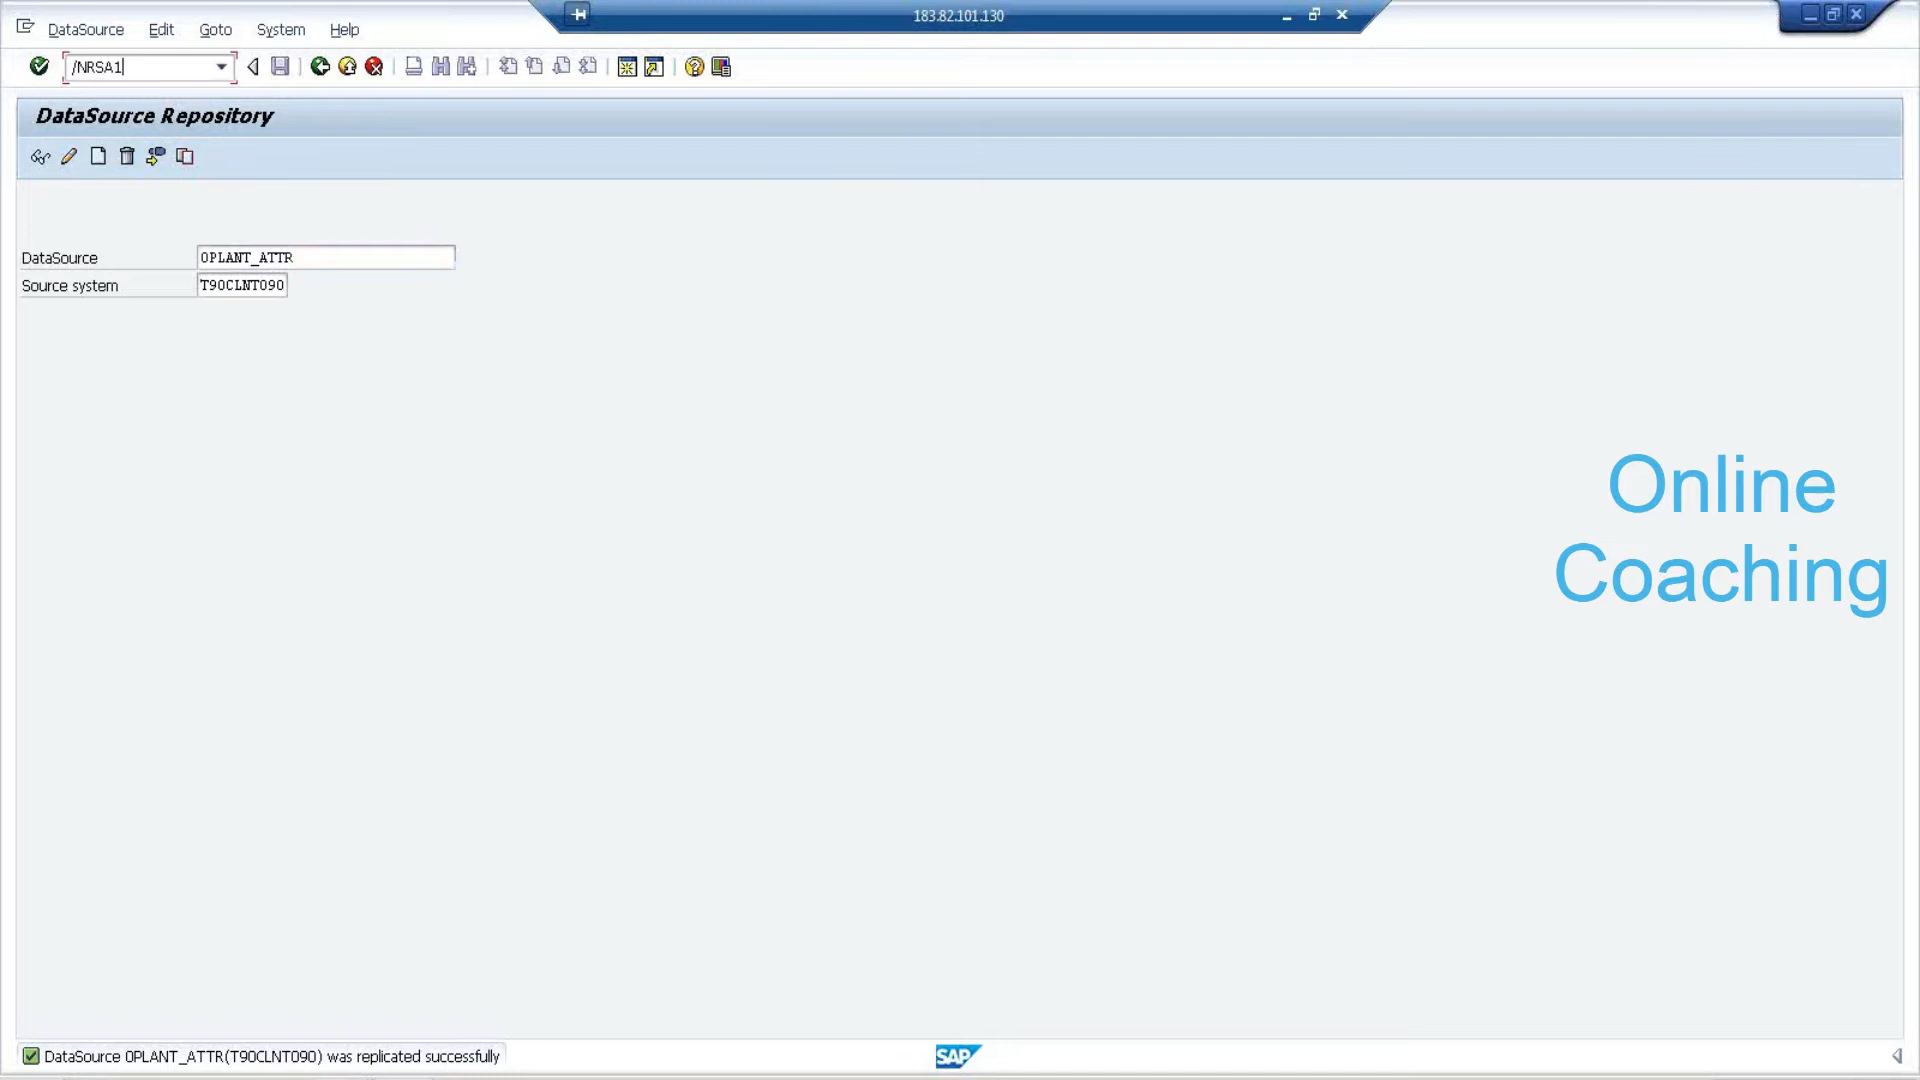 183.82.101.130
DataSource Edit Goto System Help
/NRSA1
DataSource Repository
DataSource 0PLANT_ATTR
Source system T90CLNT090
Online
Coaching
DataSource 0PLANT_ATTR(T90CLNT090) was replicated successfully
SAP